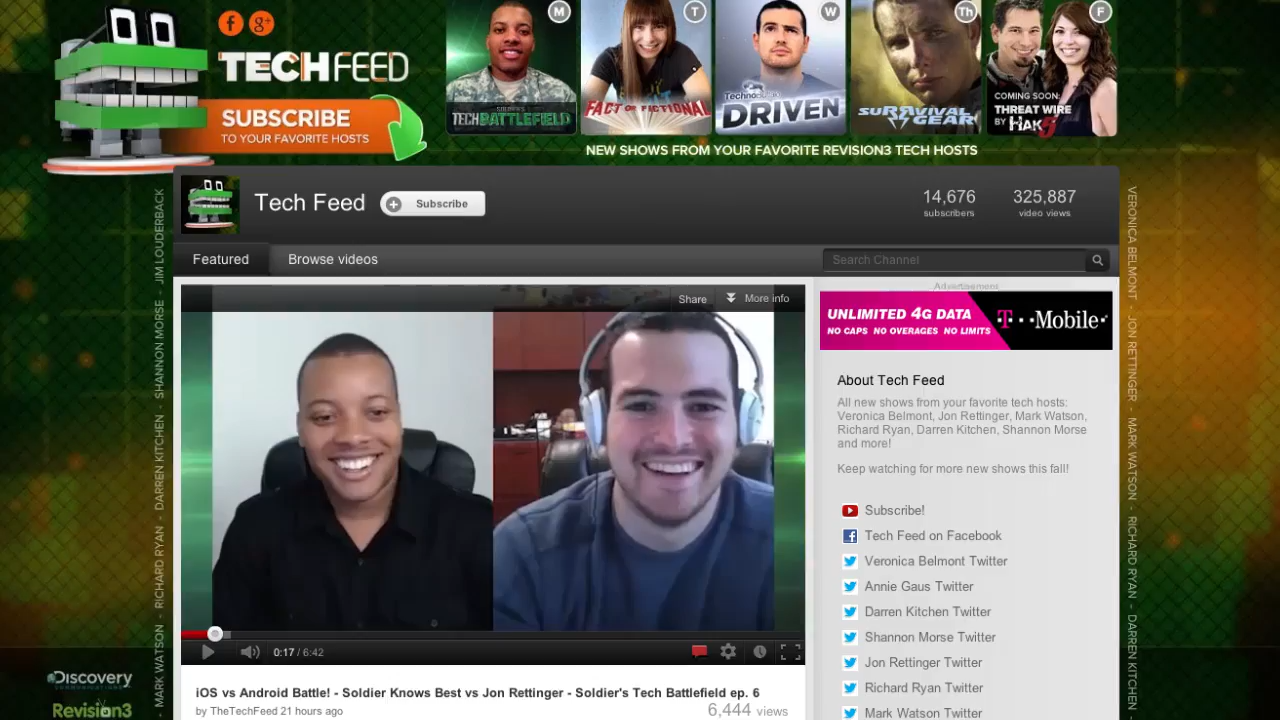 M
T
W
Th
F
TECHFEED
SUBSCRIBE
TO YOUR FAVORITE HOSTS
SOLDIER'S
TECH BATTLEFIELD
FACT OR FICTIONAL
DRIVEN
SURRVIVAL
GEAR
COMING SOON:
THREAT WIRE
BY HAK5
NEW SHOWS FROM YOUR FAVORITE REVISION3 TECH HOSTS
Tech Feed
Subscribe
14,676
subscribers
325,887
video views
Featured
Browse videos
Search Channel
Share
More info
Advertisement
UNLIMITED 4G DATA
NO CAPS NO OVERAGES NO LIMITS
T · · Mobile ·
About Tech Feed
All new shows from your favorite tech hosts:
Veronica Belmont, Jon Rettinger, Mark Watson,
Richard Ryan, Darren Kitchen, Shannon Morse
and more!
Keep watching for more new shows this fall!
Subscribe!
Tech Feed on Facebook
Veronica Belmont Twitter
Annie Gaus Twitter
Darren Kitchen Twitter
Shannon Morse Twitter
Jon Rettinger Twitter
Richard Ryan Twitter
Mark Watson Twitter
0:17 / 6:42
iOS vs Android Battle! - Soldier Knows Best vs Jon Rettinger - Soldier's Tech Battlefield ep. 6
by TheTechFeed 21 hours ago
6,444 views
MARK WATSON - RICHARD RYAN - DARREN KITCHEN - SHANNON MORSE - JIM LOUDERBACK
VERONICA BELMONT - JON RETTINGER - MARK WATSON - RICHARD RYAN - DARREN KITCHEN
Discovery
COMMUNICATIONS
Revision3